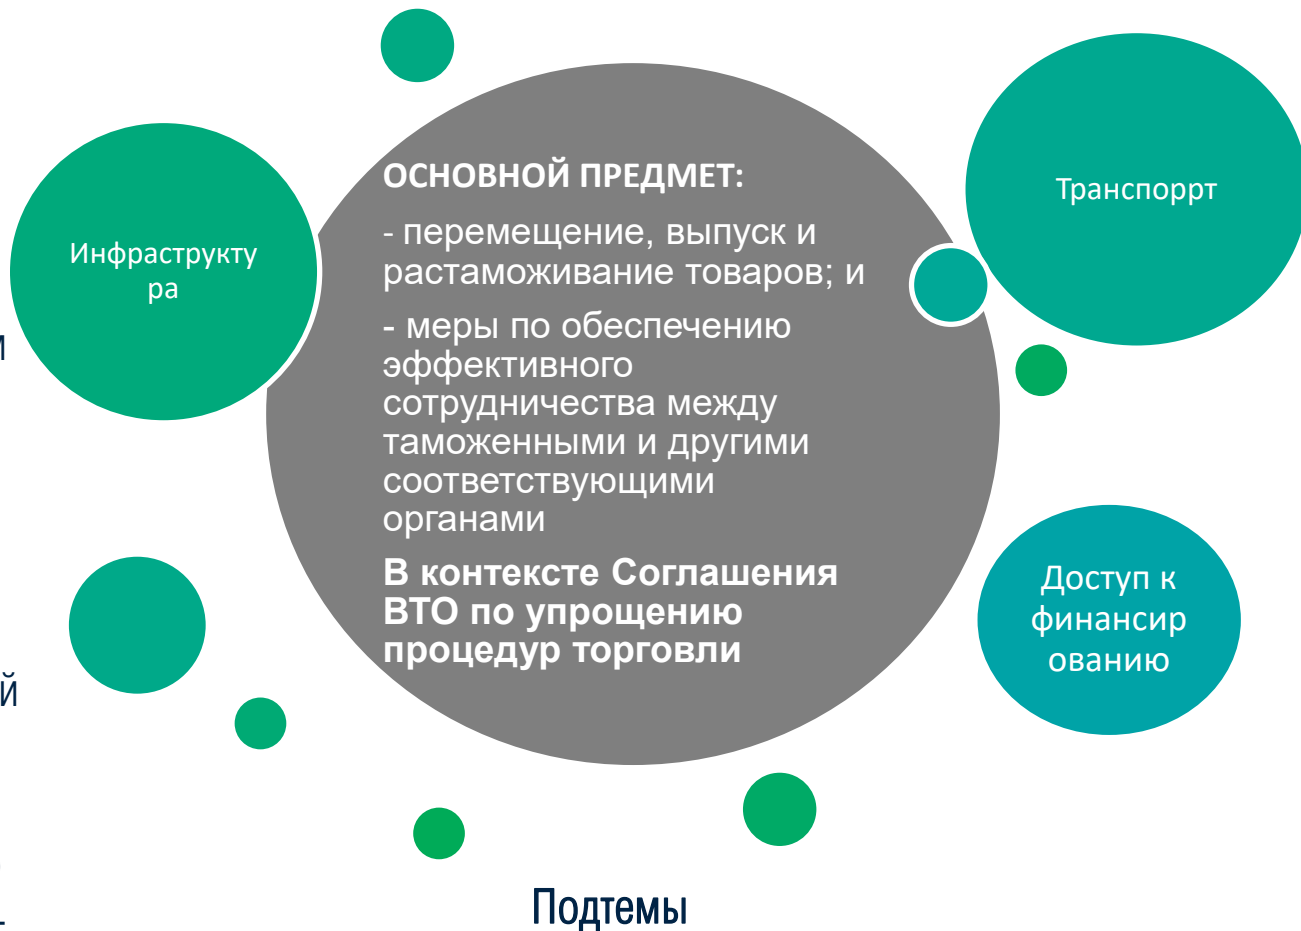 ОСНОВНОЙ ПРЕДМЕТ:
- перемещение, выпуск и
растаможивание товаров; и
- меры по обеспечению
эффективного
сотрудничества между
таможенными и другими
соответствующими
органами
В контексте Соглашения
ВТО по упрощению
процедур торговли
Инфраструкту
ра
Транспоррт
Доступ к
финансир
ованию
Подтемы